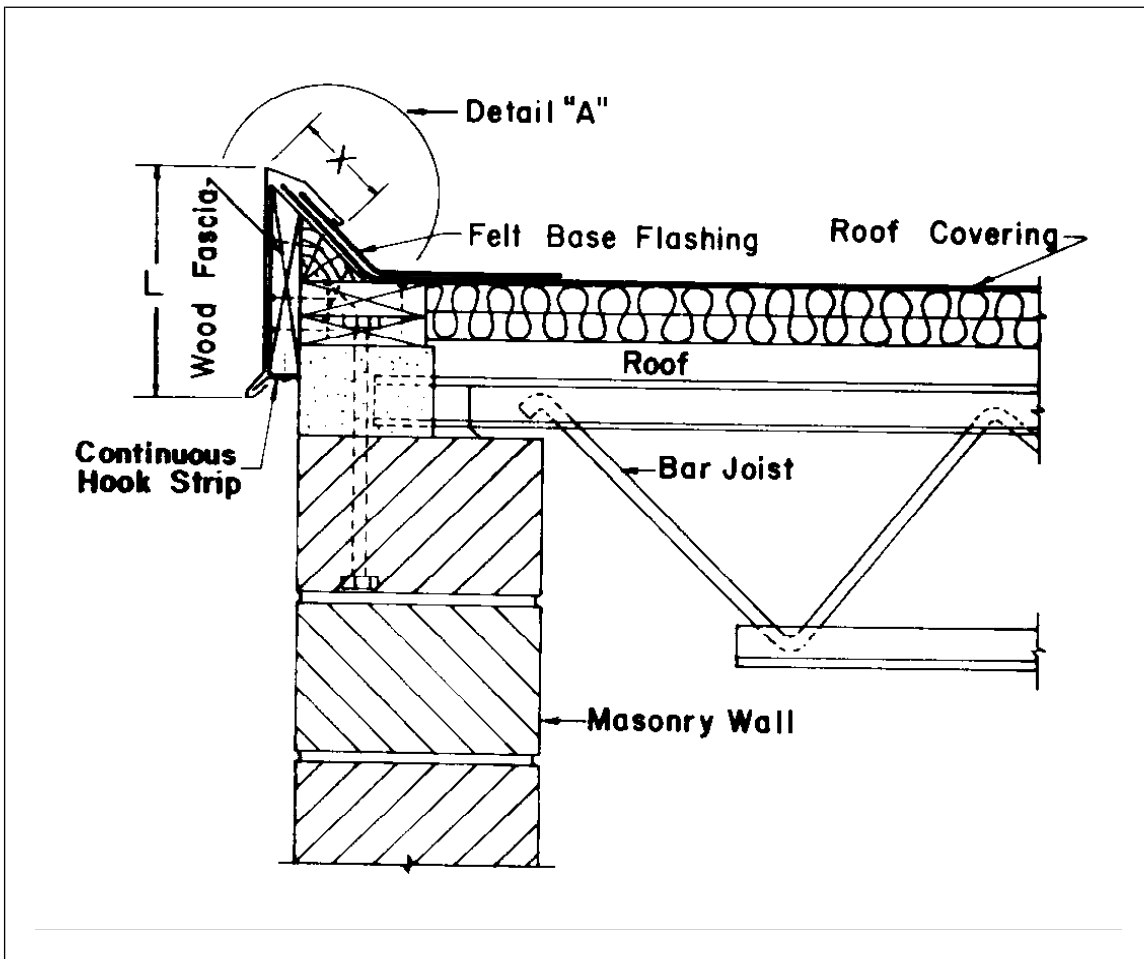 Detail "A"
X
Wood Fascia
L
Felt Base Flashing
Roof Covering
Roof
Continuous
Hook Strip
Bar Joist
Masonry Wall